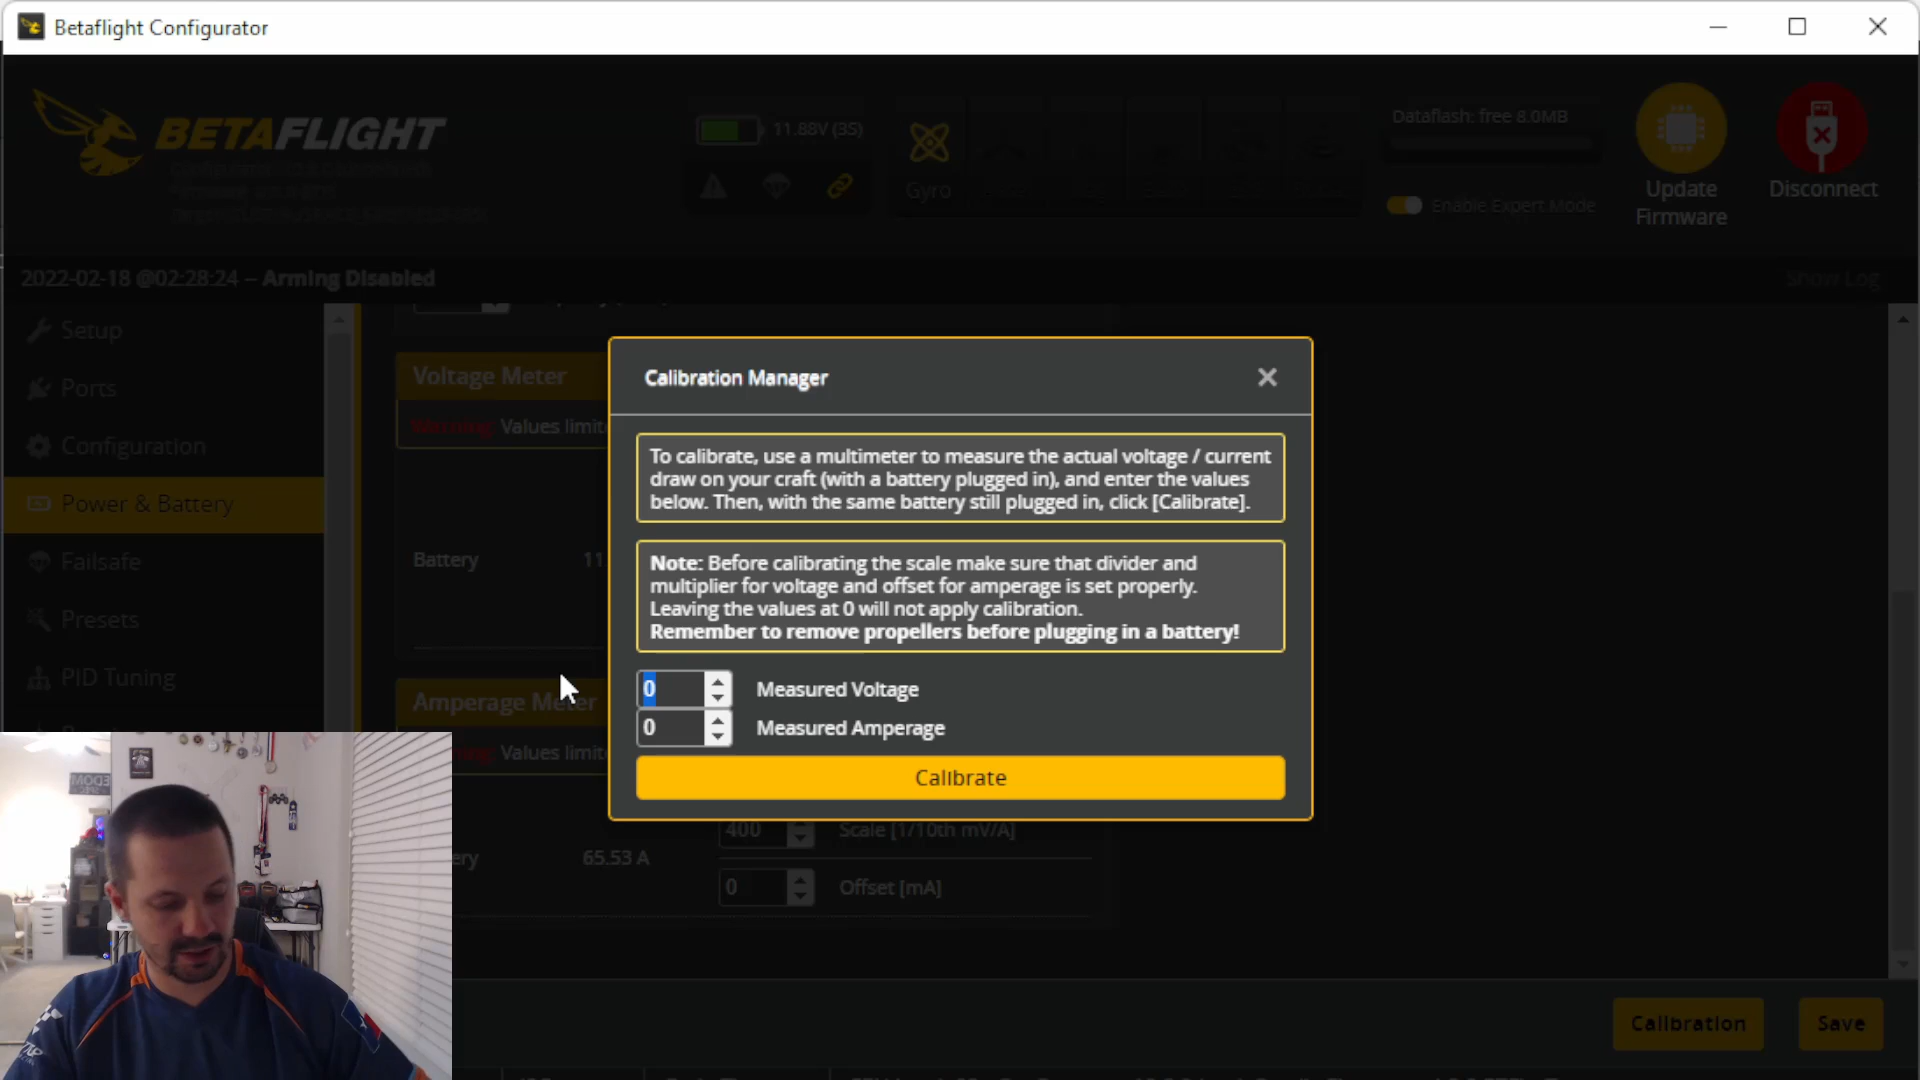 Betaflight Configurator
BETAFLIGHT
11.88V (3S)
Gyro
Dataflash: free 8.0MB
Enable Expert Mode
Update
Firmware
Disconnect
2022-02-18 @02:28:24 -- Arming Disabled
Show Log
Setup
Ports
Configuration
Power & Battery
Failsafe
Presets
PID Tuning
Voltage Meter
Warning: Values limite
Battery 11
Amperage Meter
Values limite
Calibration Manager
To calibrate, use a multimeter to measure the actual voltage / current
draw on your craft (with a battery plugged in), and enter the values
below. Then, with the same battery still plugged in, click [Calibrate].
Note: Before calibrating the scale make sure that divider and
multiplier for voltage and offset for amperage is set properly.
Leaving the values at 0 will not apply calibration.
Remember to remove propellers before plugging in a battery!
0 Measured Voltage
0 Measured Amperage
Calibrate
400 Scale [1/10th mV/A]
65.53 A
0 Offset [mA]
Calibration
Save